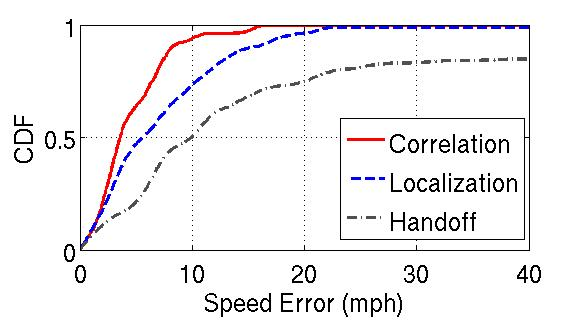 1
0.5
0
CDF
Correlation
Localization
Handoff
0 10 20 30 40
Speed Error (mph)